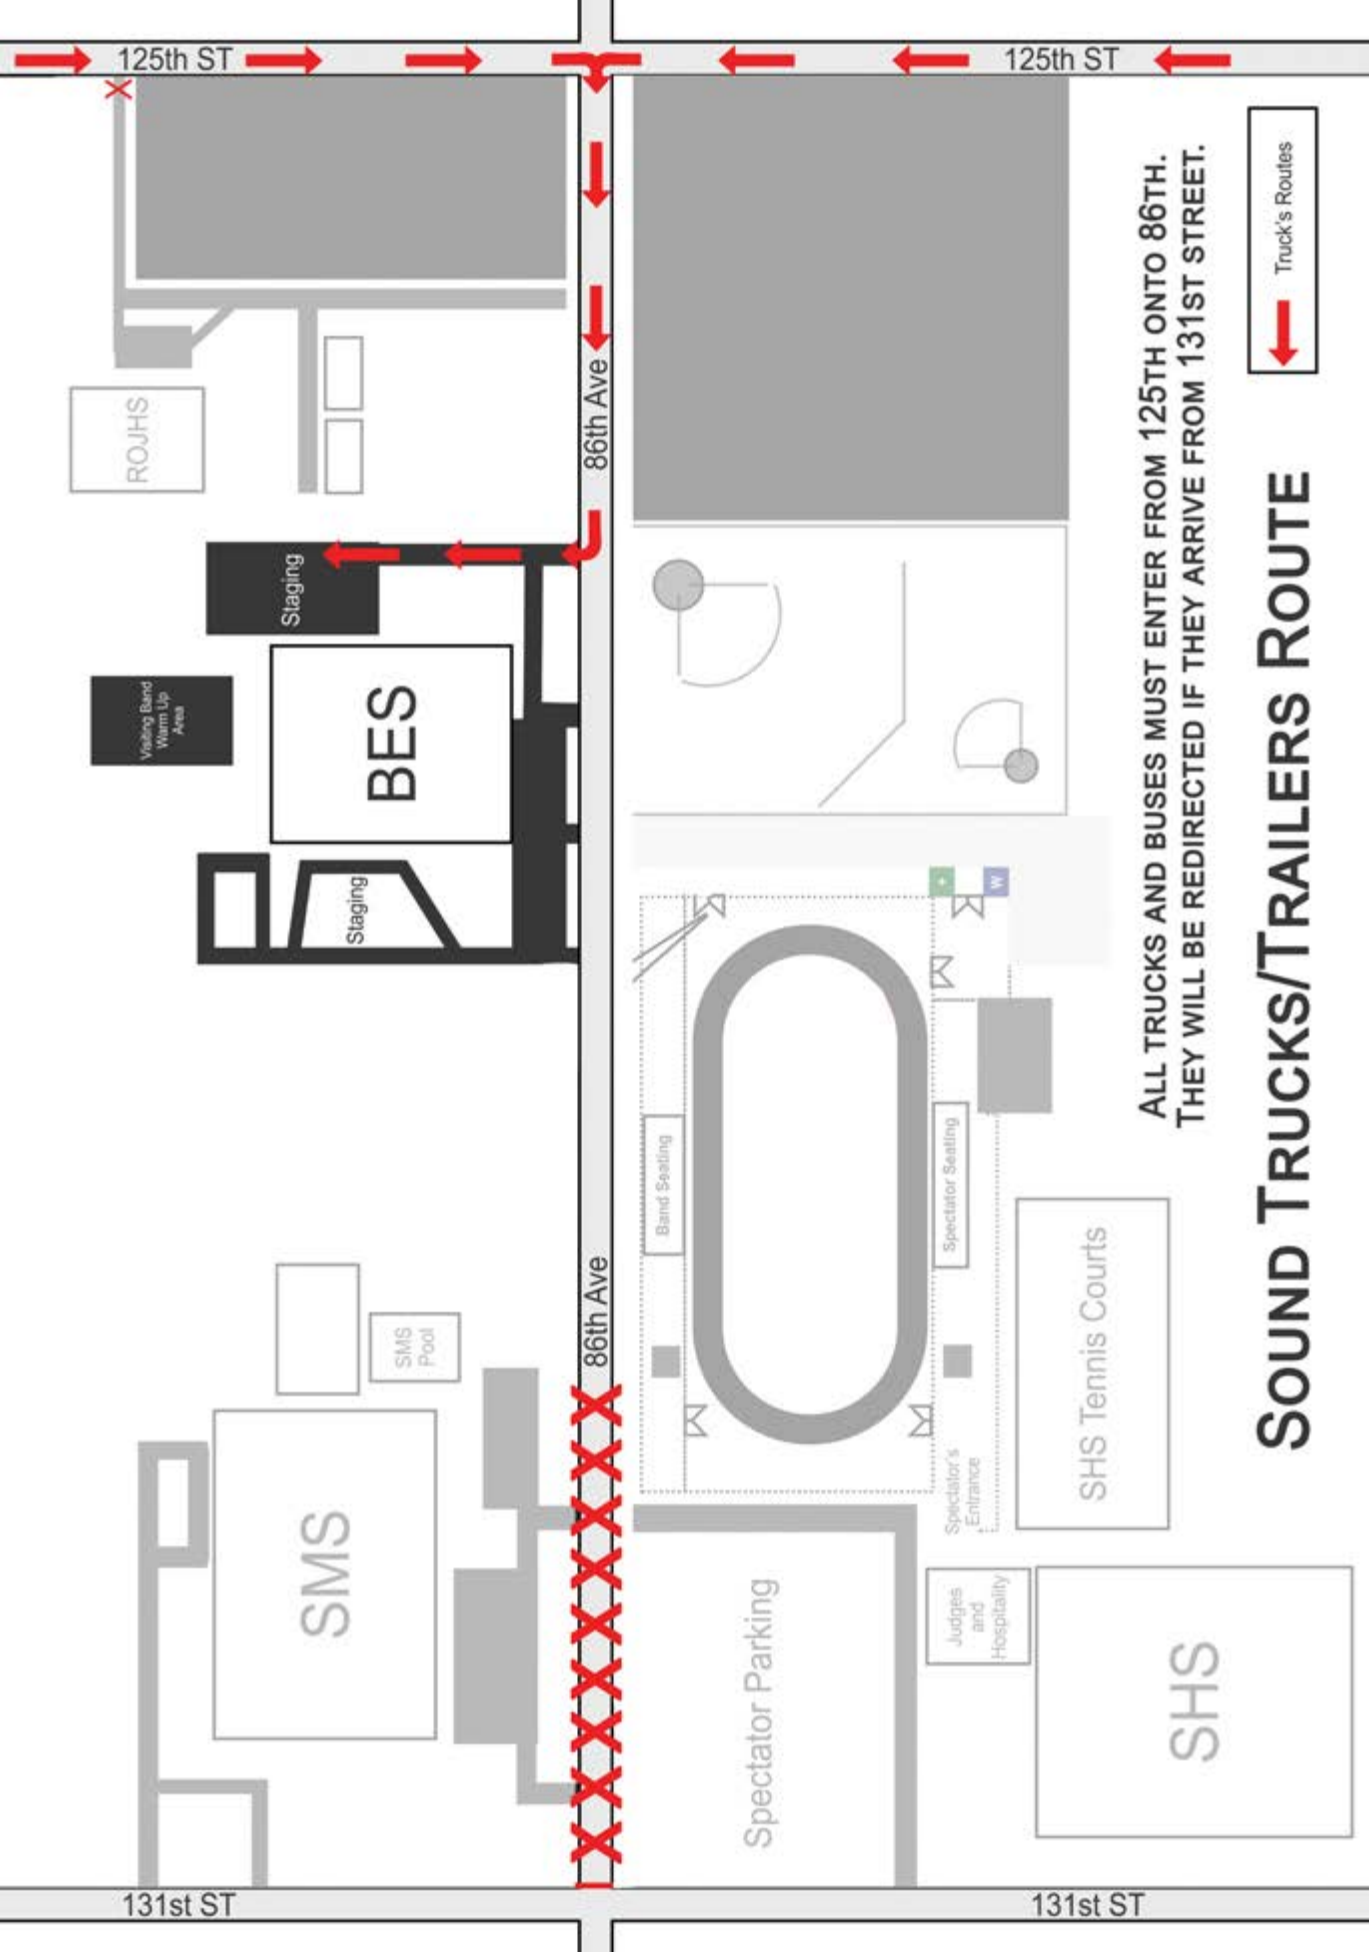 125th ST
125th ST
ROJHS
86th Ave
Staging
Visiting Band
Warm Up
Area
BES
Staging
86th Ave
SMS
Pool
SMS
131st ST
131st ST
+
W
Band Seating
Spectator Seating
Spectator's
Entrance
SHS Tennis Courts
Spectator Parking
Judges
and
Hospitality
SHS
ALL TRUCKS AND BUSES MUST ENTER FROM 125TH ONTO 86TH.
THEY WILL BE REDIRECTED IF THEY ARRIVE FROM 131ST STREET.
SOUND TRUCKS/TRAILERS ROUTE
Truck's Routes